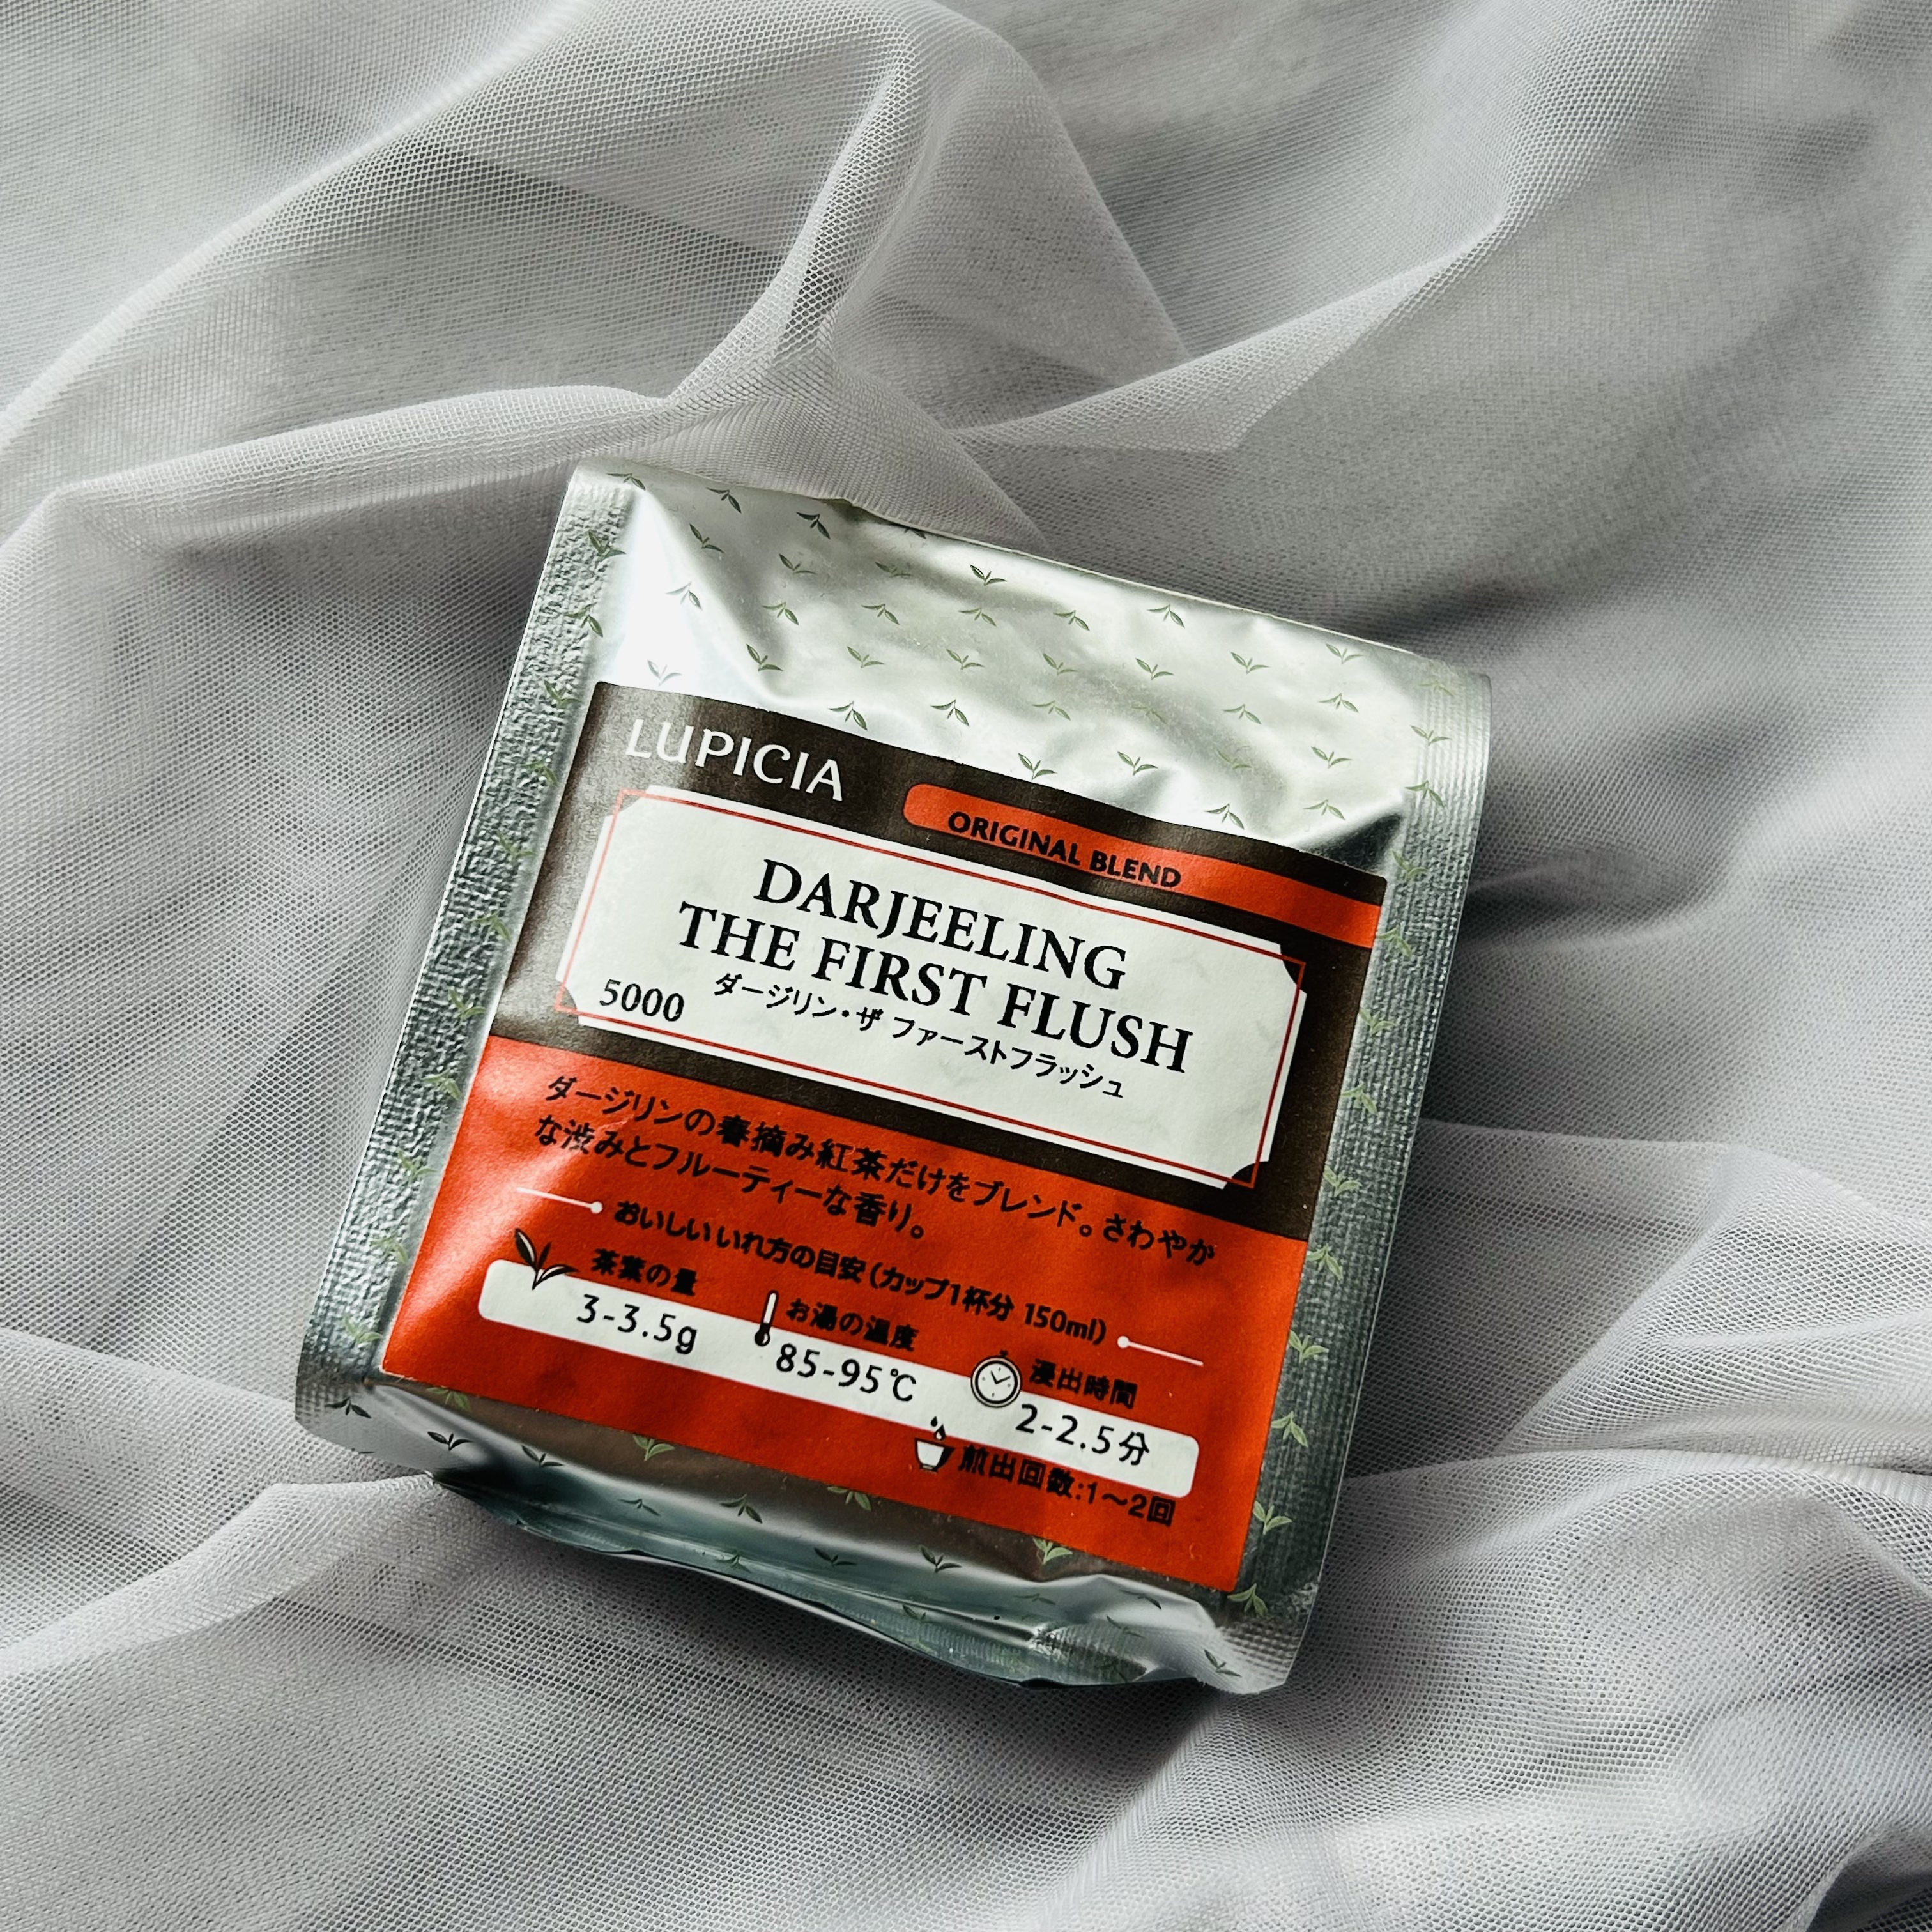 LUPICIA
ORIGINAL BLEND
DARJEELING
THE FIRST FLUSH
5000 ダージリン・ザ ファーストフラッシュ
ダージリンの春摘み紅茶だけをブレンド。さわやか
な渋みとフルーティーな香り。
おいしいいれ方の目安(カップ1杯分 150ml)
茶葉の量
3-3.5g
お湯の温度
85-95℃
浸出時間
2-2.5分
煎出回数:1～2回